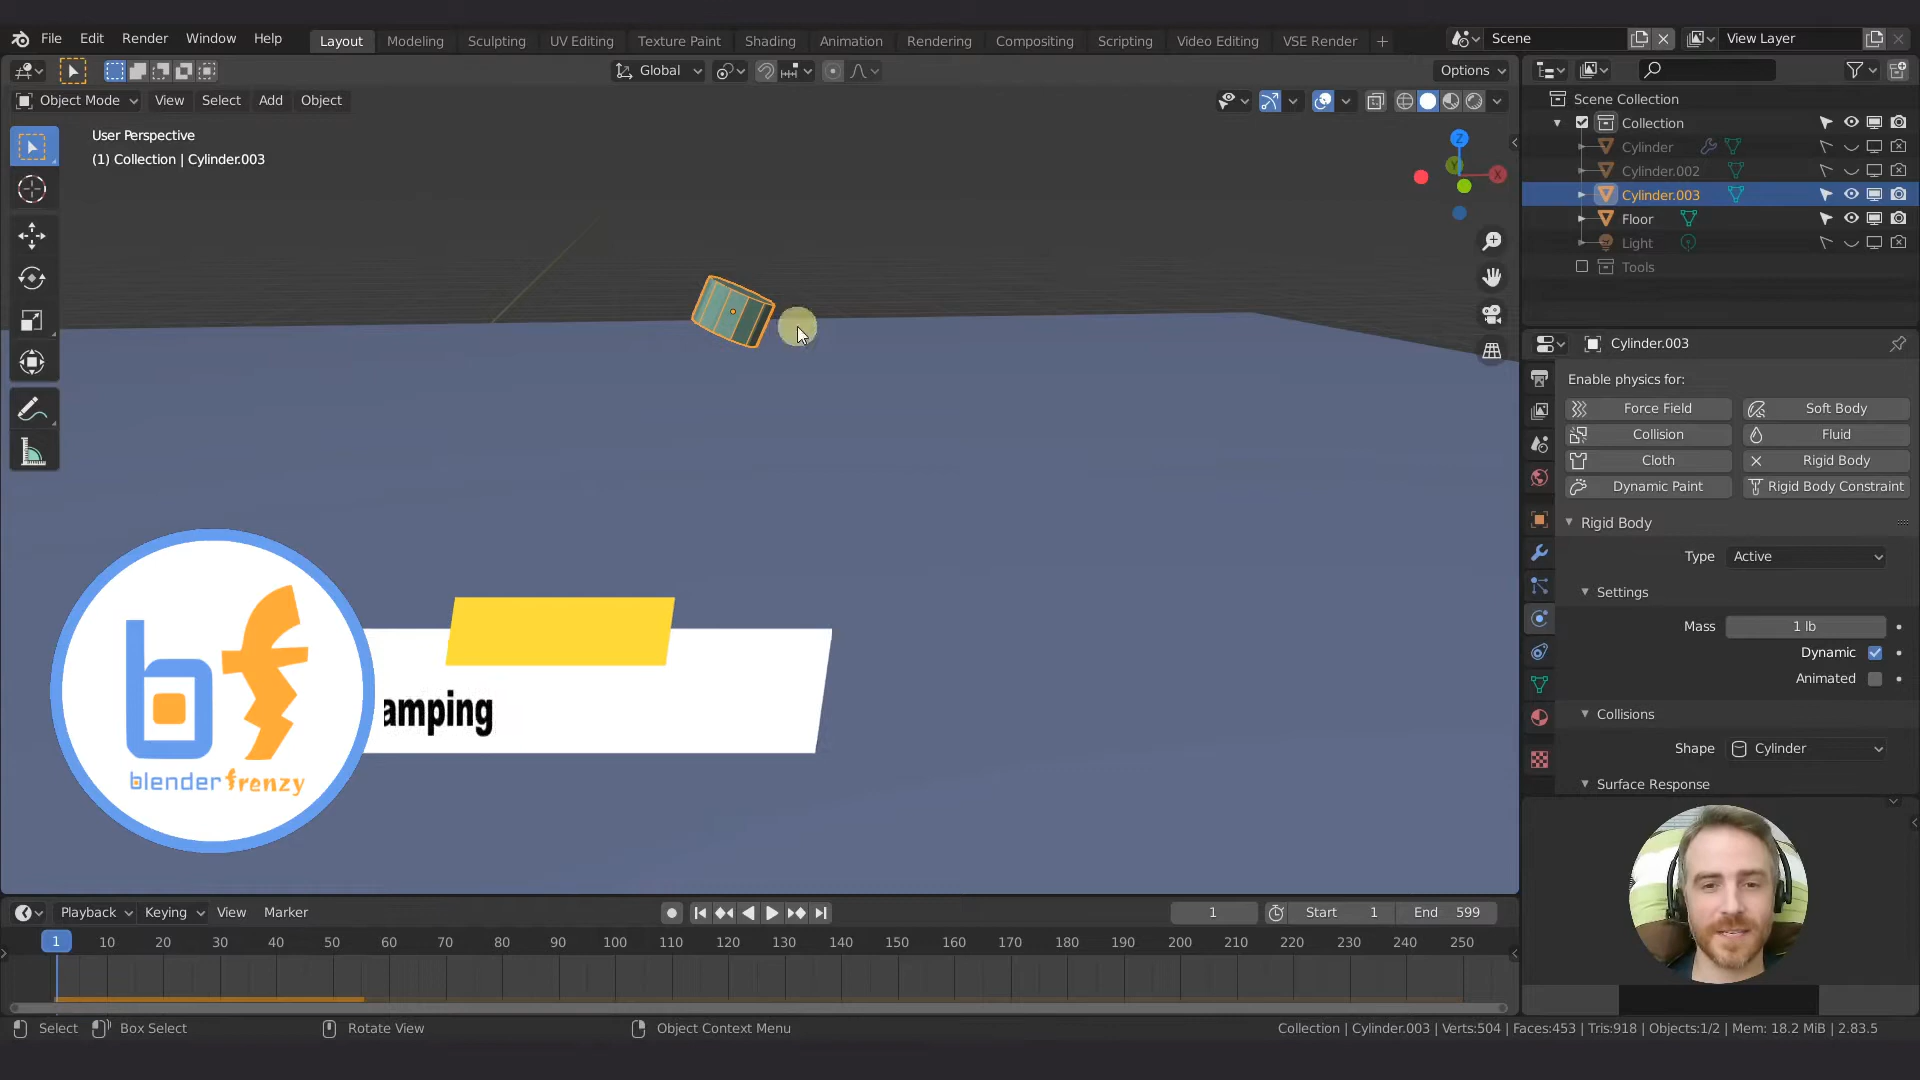 File Edit Render Window Help
Layout Modeling Sculpting UV Editing Texture Paint Shading Animation Rendering Compositing Scripting Video Editing VSE Render
Scene
View Layer
Global
Options
Object Mode View Select Add Object
User Perspective
(1) Collection | Cylinder.003
Z
Y
X
Scene Collection
Collection
Cylinder
Cylinder.002
Cylinder.003
Floor
Light
Tools
Cylinder.003
Enable physics for:
Force Field Soft Body
Collision Fluid
Cloth Rigid Body
Dynamic Paint Rigid Body Constraint
Rigid Body
Type Active
Settings
Mass 1 lb
Dynamic
Animated
Collisions
Shape Cylinder
Surface Response
amping
bf
blenderfrenzy
Playback Keying View Marker
1 Start 1 End 599
1 10 20 30 40 50 60 70 80 90 100 110 120 130 140 150 160 170 180 190 200 210 220 230 240 250
Select Box Select Rotate View Object Context Menu
Collection | Cylinder.003 | Verts:504 | Faces:453 | Tris:918 | Objects:1/2 | Mem: 18.2 MiB | 2.83.5